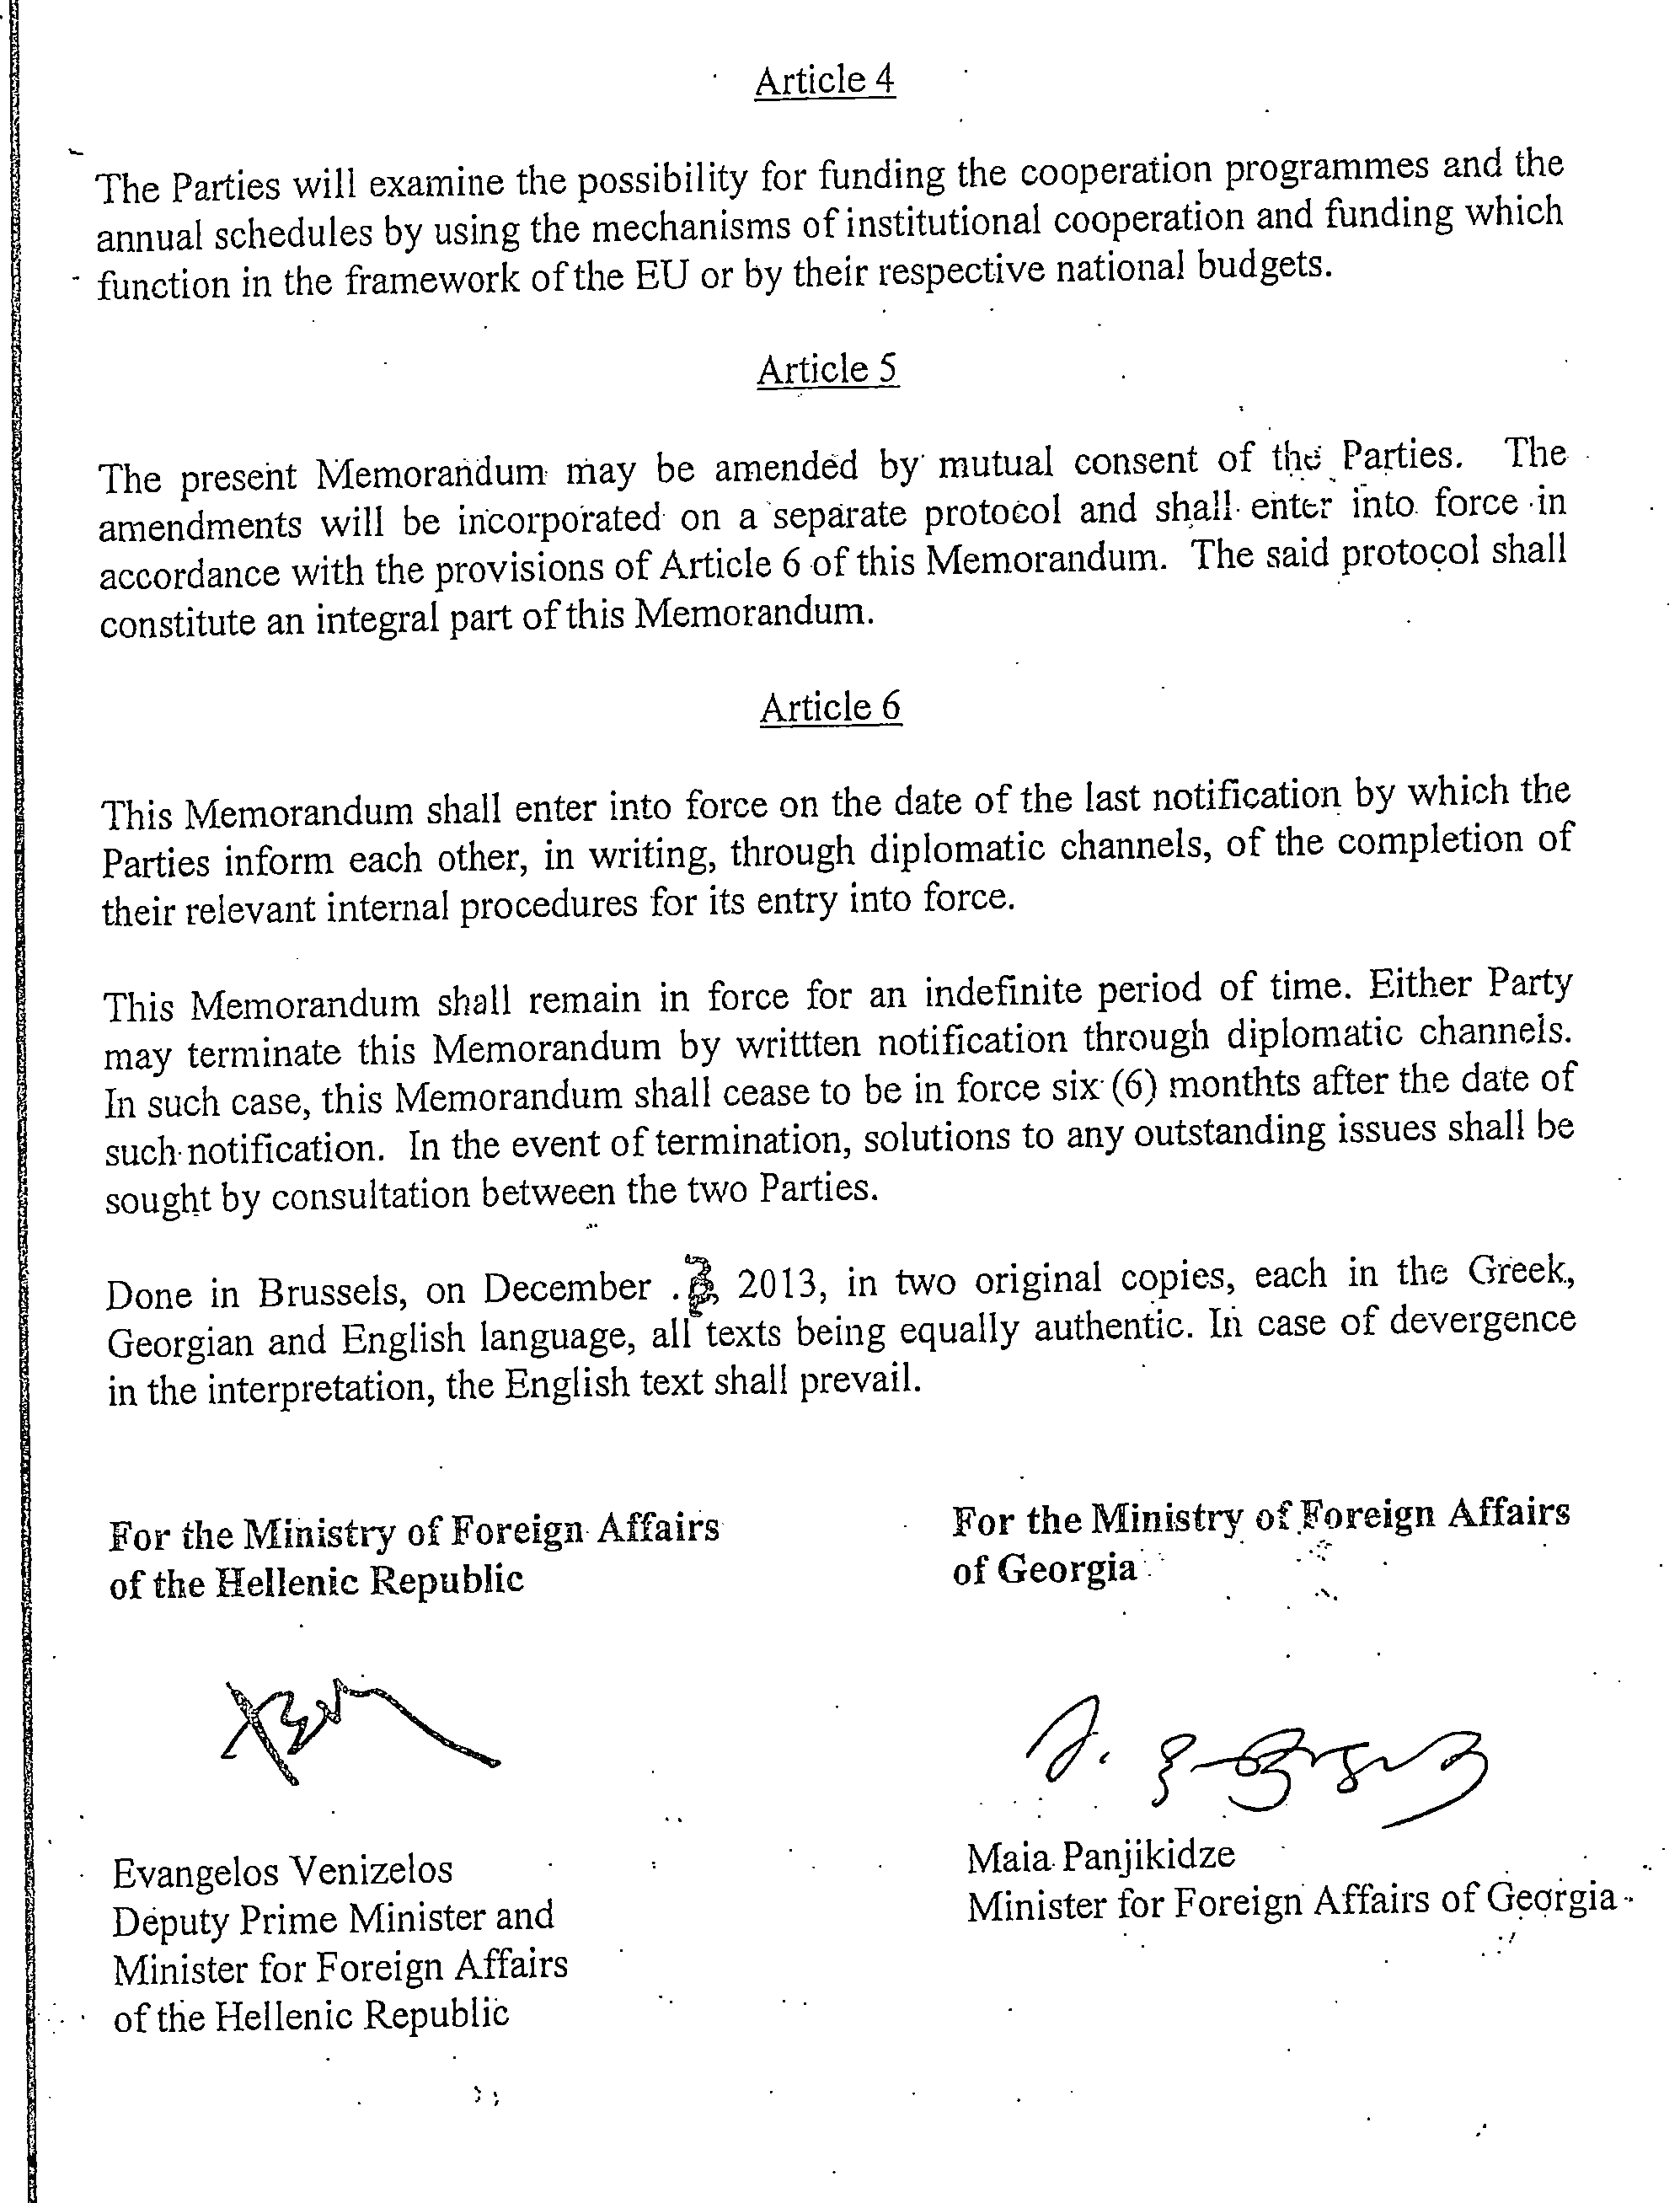 Article 4
The Parties will examine the possibility for funding the cooperation programmes and the
annual schedules by using the mechanisms of institutional cooperation and funding which
function in the framework of the EU or by their respective national budgets.
Article 5
The present Memorandum may be amended by mutual consent of the Parties. The
amendments will be incorporated on a separate protocol and shall enter into force in
accordance with the provisions of Article 6 of this Memorandum. The said protocol shall
constitute an integral part of this Memorandum.
Article 6
This Memorandum shall enter into force on the date of the last notification by which the
Parties inform each other, in writing, through diplomatic channels, of the completion of
their relevant internal procedures for its entry into force.
This Memorandum shall remain in force for an indefinite period of time. Either Party
may terminate this Memorandum by writtten notification through diplomatic channels.
In such case, this Memorandum shall cease to be in force six (6) monthts after the date of
such notification. In the event of termination, solutions to any outstanding issues shall be
sought by consultation between the two Parties.
Done in Brussels, on December . 2013, in two original copies, each in the Greek,
Georgian and English language, all texts being equally authentic. In case of devergence
in the interpretation, the English text shall prevail.
For the Ministry of Foreign Affairs
of the Hellenic Republic
For the Ministry of Foreign Affairs
of Georgia
Evangelos Venizelos
Deputy Prime Minister and
Minister for Foreign Affairs
of the Hellenic Republic
Maia Panjikidze
Minister for Foreign Affairs of Georgia